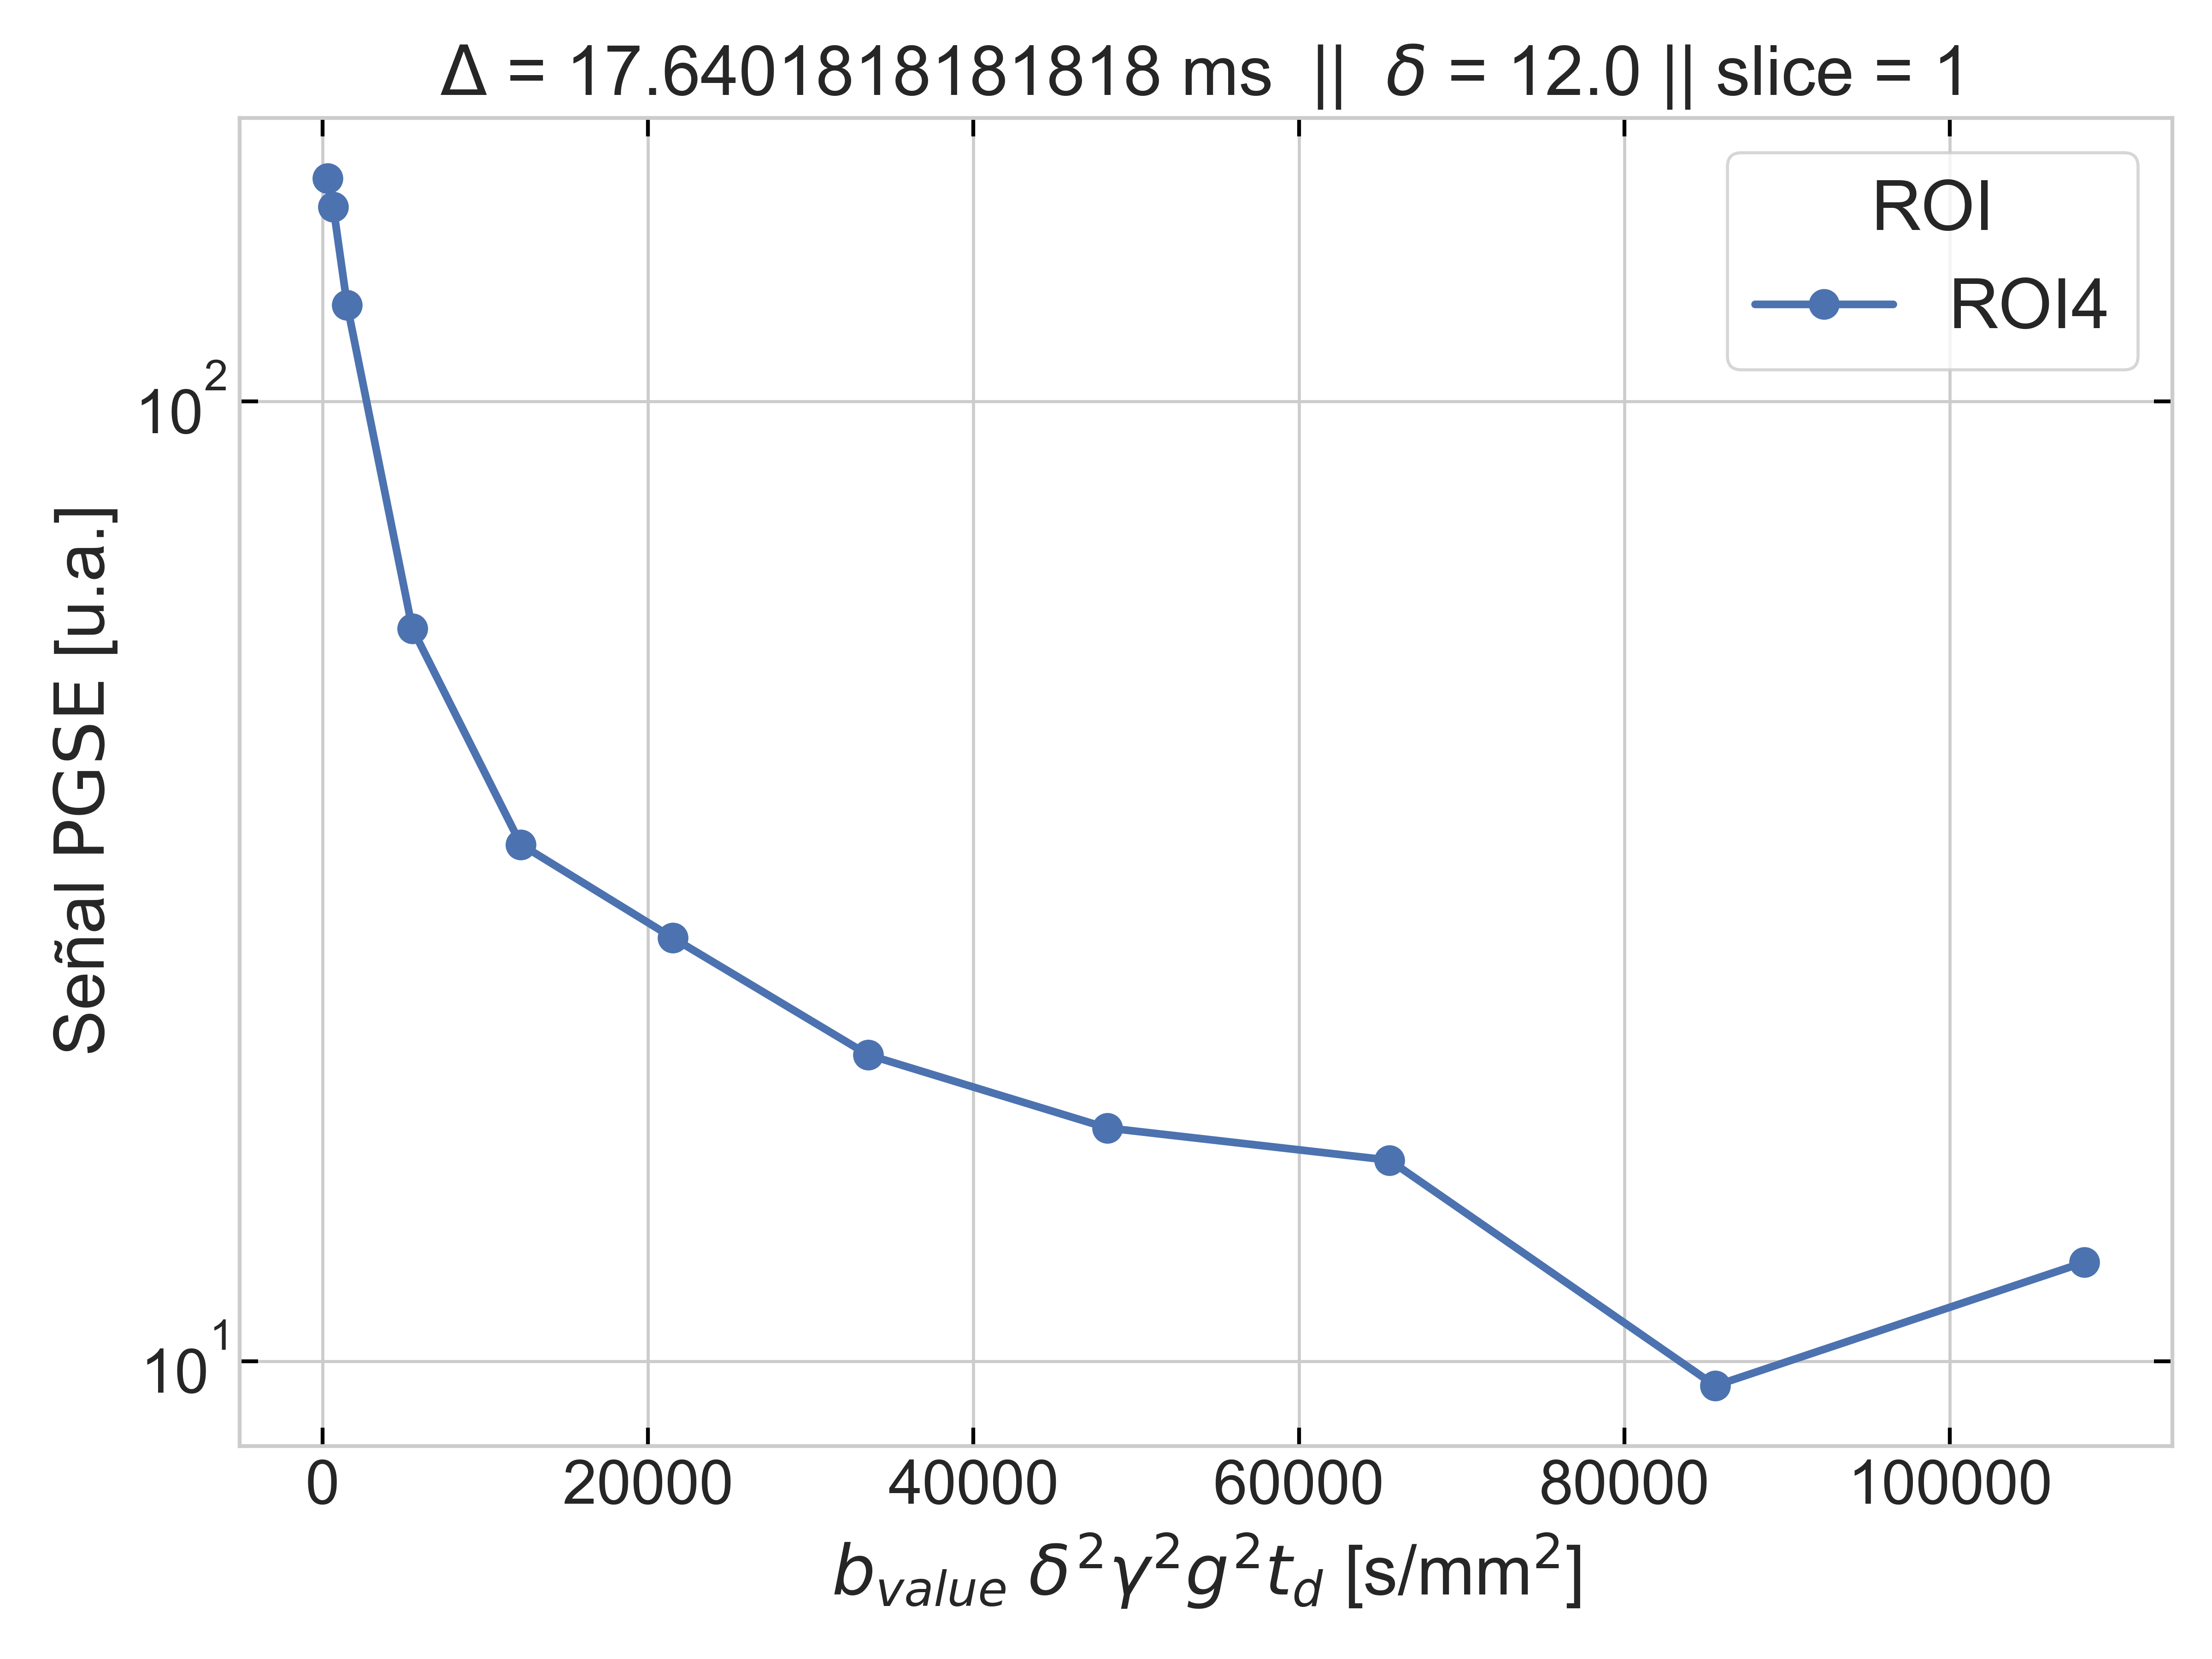 Δ = 17.64018181818181818 ms || δ = 12.0 || slice = 1
ROI
ROI4
10²
10¹
Señal PGSE [u.a.]
0 20000 40000 60000 80000 100000
b_value δ²γ²g²t_d [s/mm²]